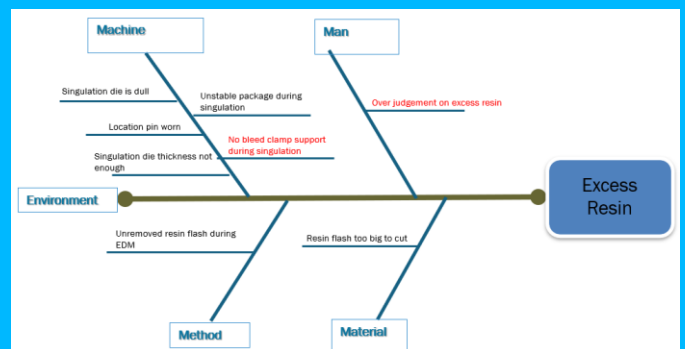 Machine
Man
Singulation die is dull
Unstable package during
singulation
Over judgement on excess resin
Location pin worn
No bleed clamp support
during singulation
Singulation die thickness not
enough
Environment
Excess
Resin
Unremoved resin flash during
EDM
Resin flash too big to cut
Method
Material